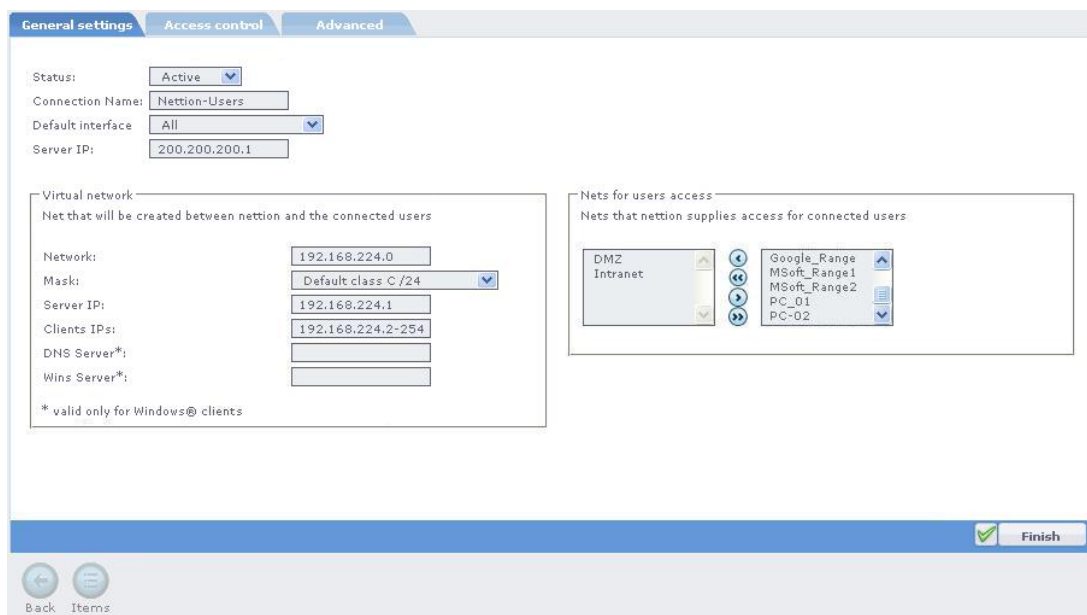 General settings
Access control
Advanced
Status: Active
Connection Name: Nettion-Users
Default interface All
Server IP: 200.200.200.1
Virtual network
Net that will be created between nettion and the connected users
Network: 192.168.224.0
Mask: Default class C /24
Server IP: 192.168.224.1
Clients IPs: 192.168.224.2-254
DNS Server*:
Wins Server*:
* valid only for Windows® clients
Nets for users access
Nets that nettion supplies access for connected users
DMZ
Intranet
Google_Range
MSoft_Range1
MSoft_Range2
PC_01
PC-02
Finish
Back
Items